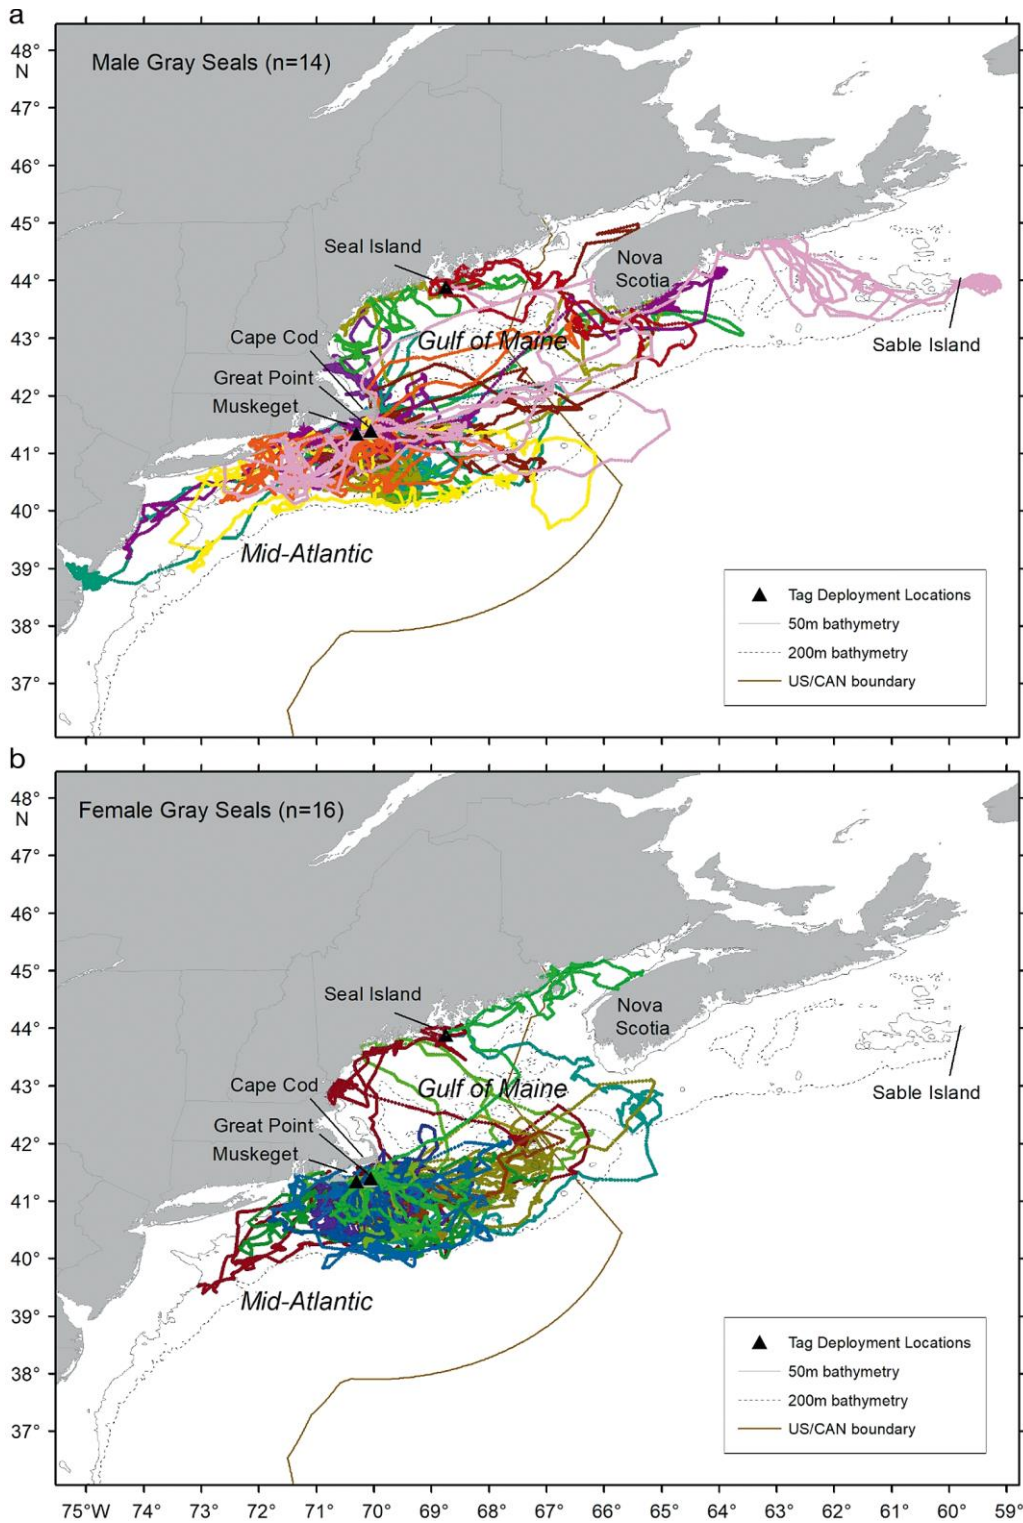 a
Male Gray Seals (n=14)
48°
N
47°
46°
45°
44°
43°
42°
41°
40°
39°
38°
37°
Seal Island
Nova
Scotia
Cape Cod
Gulf of Maine
Sable Island
Great Point
Muskeget
Mid-Atlantic
Tag Deployment Locations
50m bathymetry
200m bathymetry
US/CAN boundary
b
Female Gray Seals (n=16)
48°
N
47°
46°
45°
44°
43°
42°
41°
40°
39°
38°
37°
Seal Island
Nova
Scotia
Cape Cod
Gulf of Maine
Sable Island
Great Point
Muskeget
Mid-Atlantic
Tag Deployment Locations
50m bathymetry
200m bathymetry
US/CAN boundary
75°W 74° 73° 72° 71° 70° 69° 68° 67° 66° 65° 64° 63° 62° 61° 60° 59°